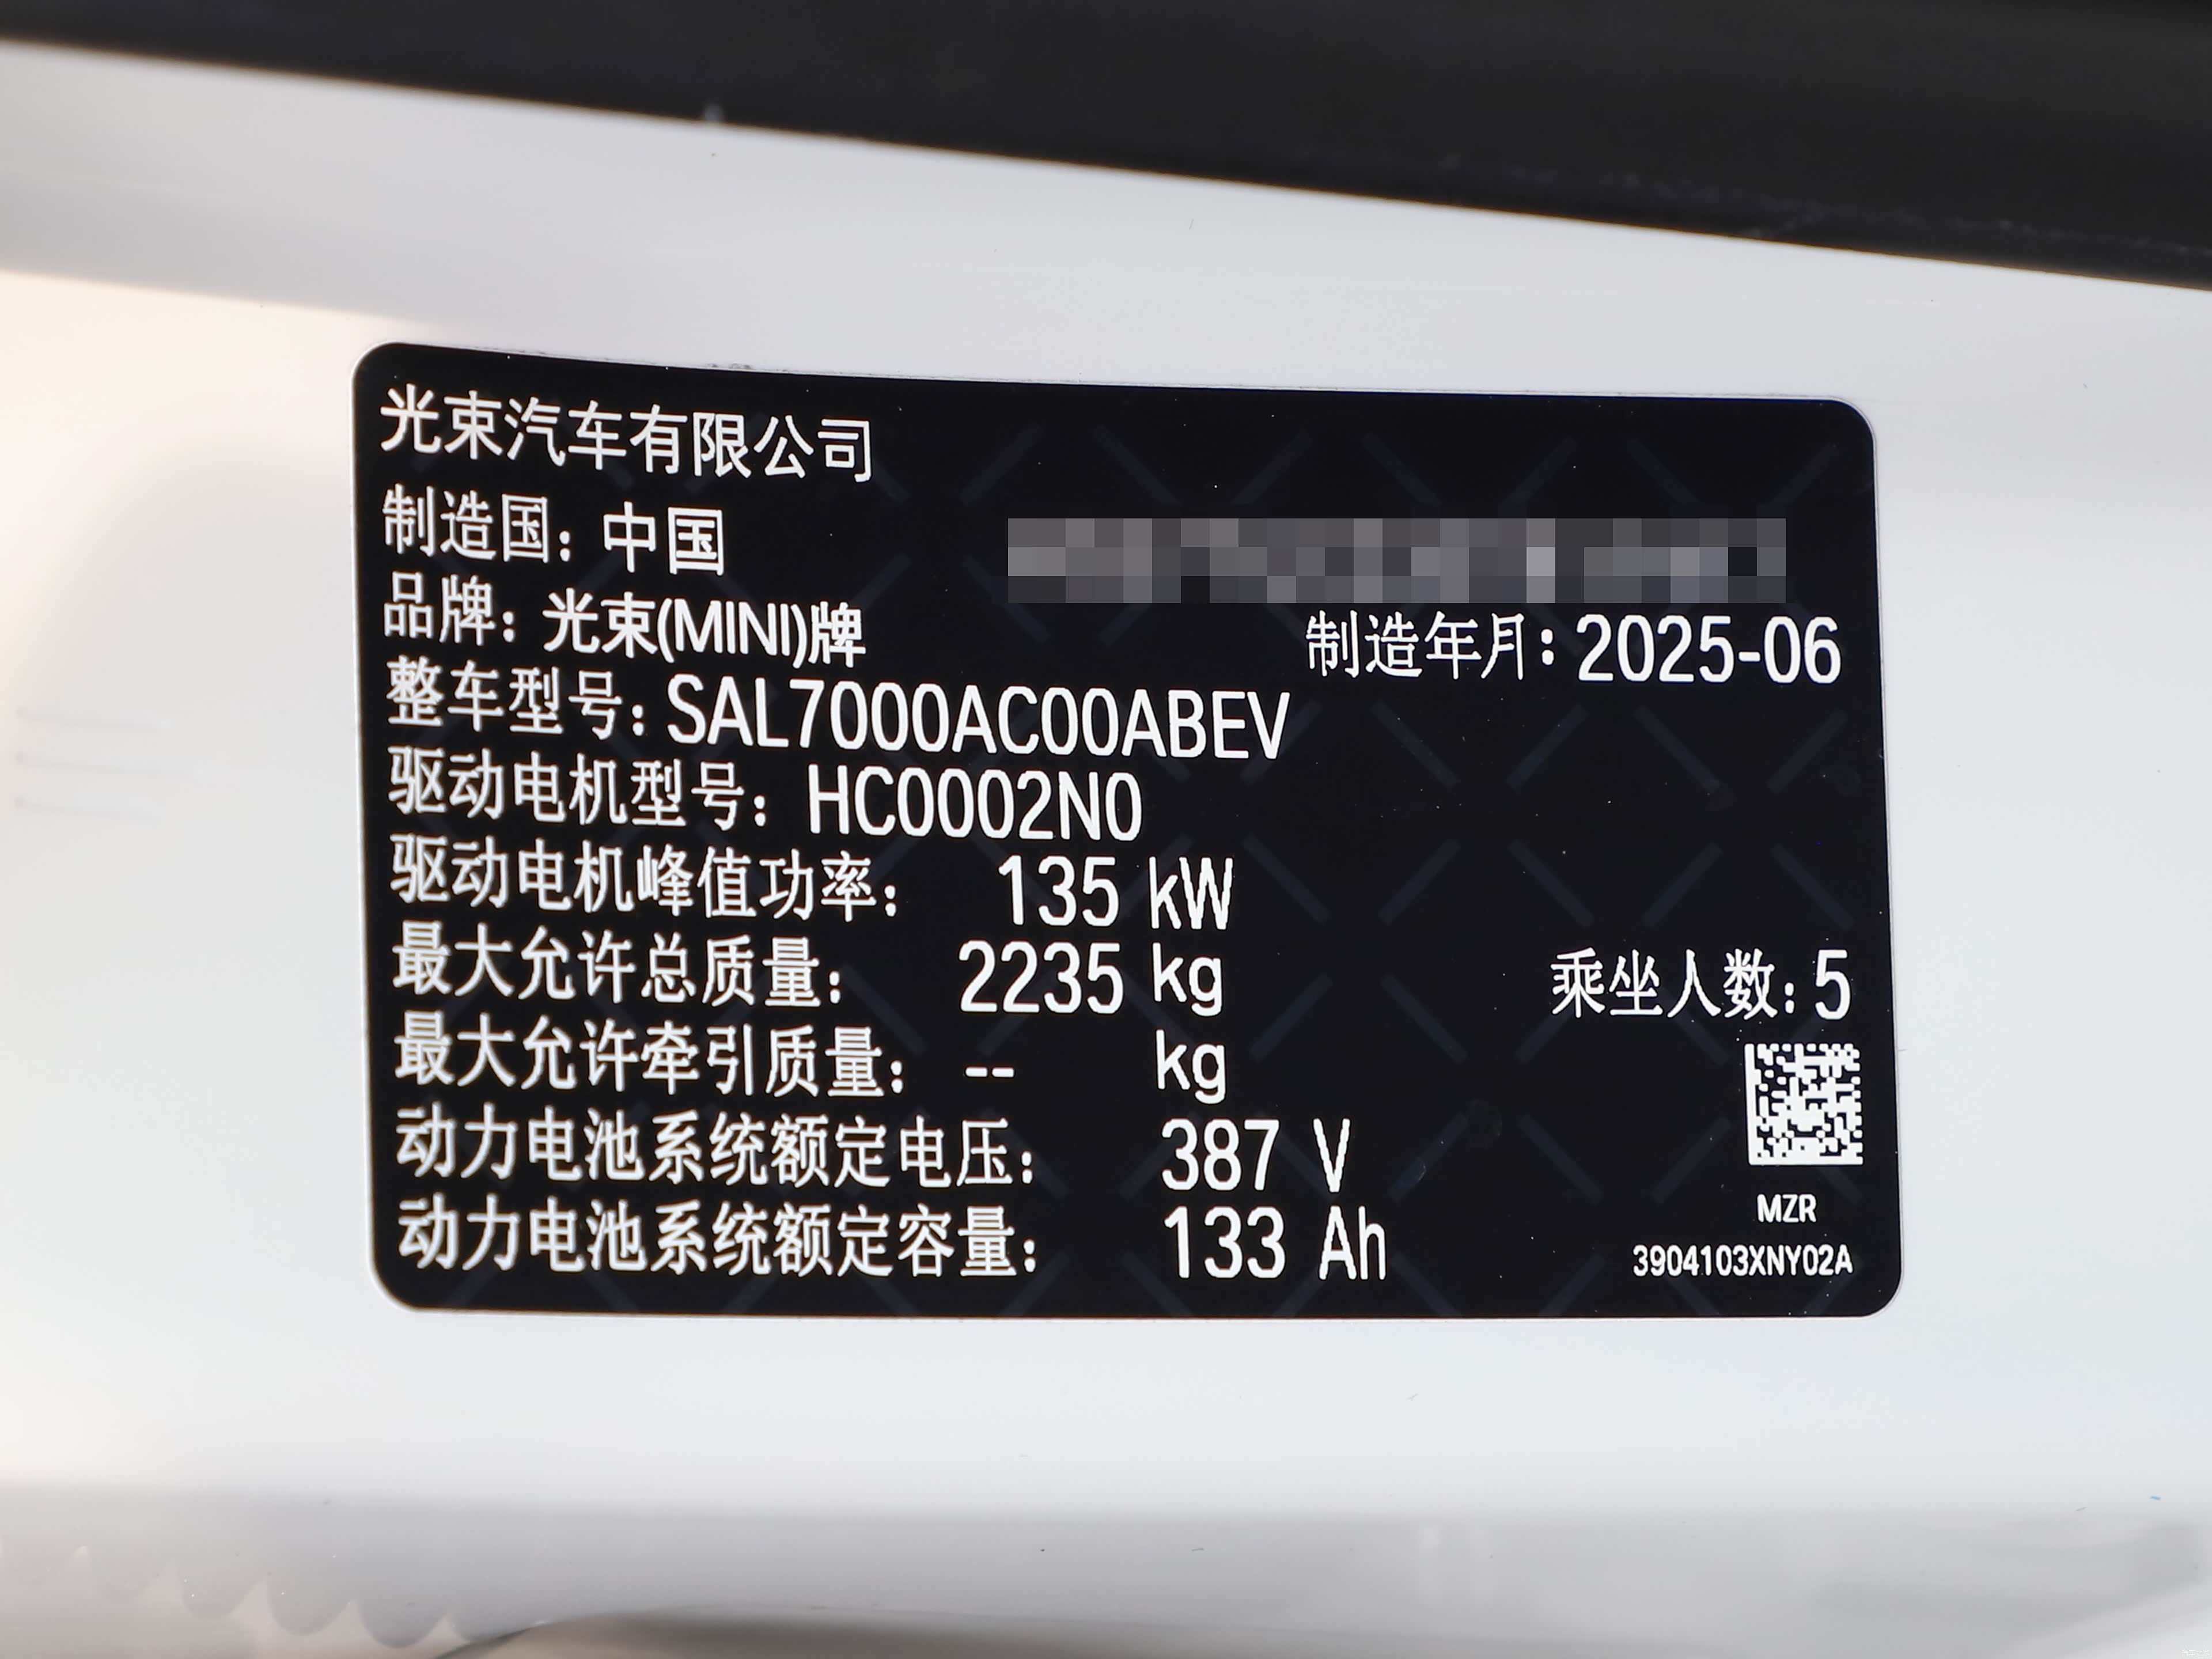 光束汽车有限公司
制造国：中国
品牌：光束(MINI)牌
制造年月：2025-06
整车型号：SAL7000AC00ABEV
驱动电机型号：HC0002N0
驱动电机峰值功率： 135 kW
最大允许总质量： 2235 kg
乘坐人数：5
最大允许牵引质量： -- kg
动力电池系统额定电压： 387 V
动力电池系统额定容量： 133 Ah
MZR
3904103XNY02A